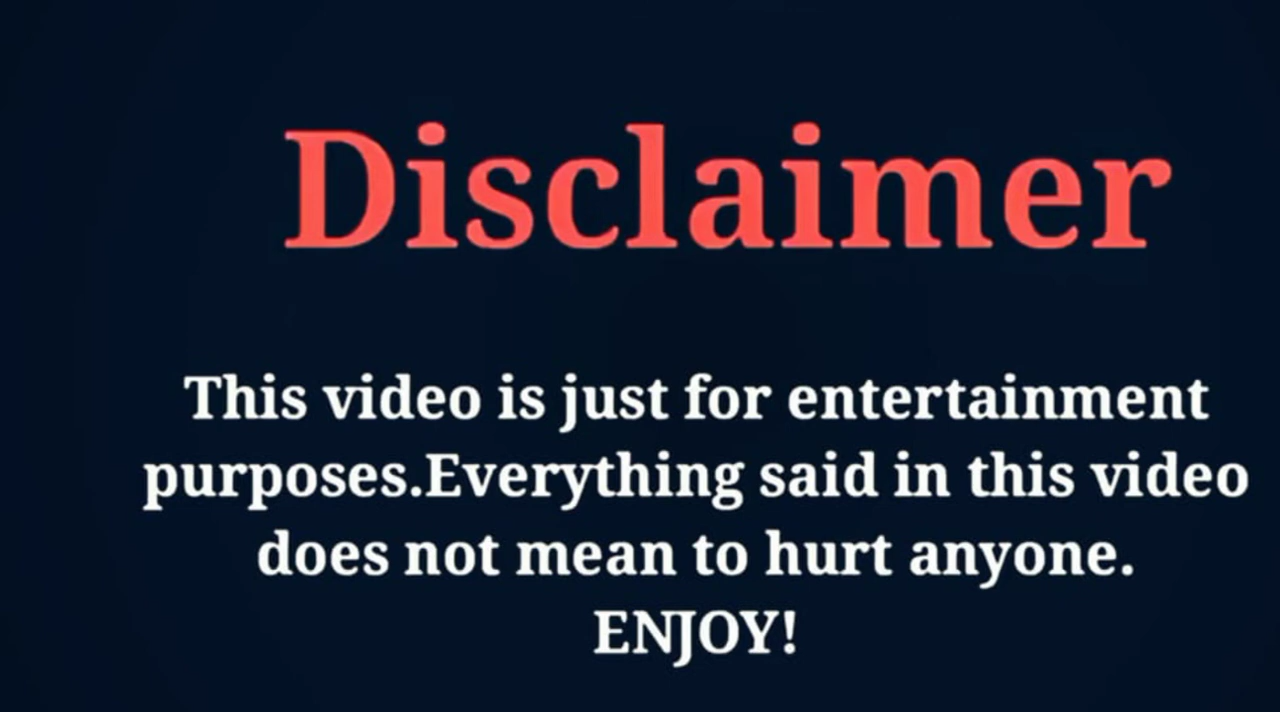 Disclaimer
This video is just for entertainment
purposes.Everything said in this video
does not mean to hurt anyone.
ENJOY!